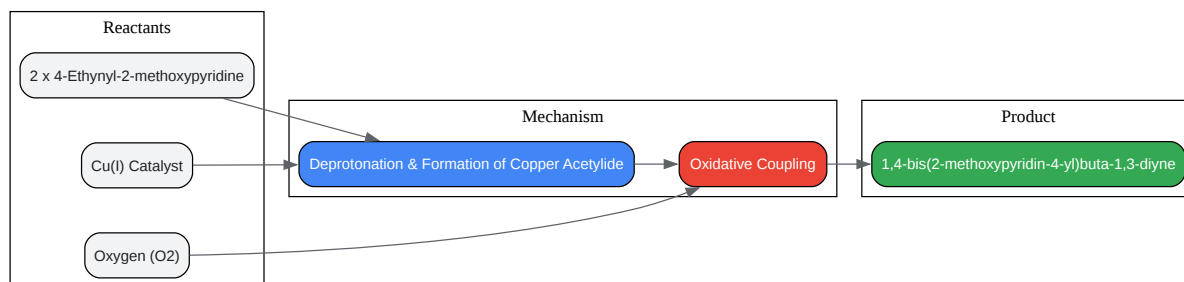 Reactants
2 x 4-Ethynyl-2-methoxypyridine
Cu(I) Catalyst
Oxygen (O2)
Mechanism
Deprotonation & Formation of Copper Acetylide
Oxidative Coupling
Product
1,4-bis(2-methoxypyridin-4-yl)buta-1,3-diyne